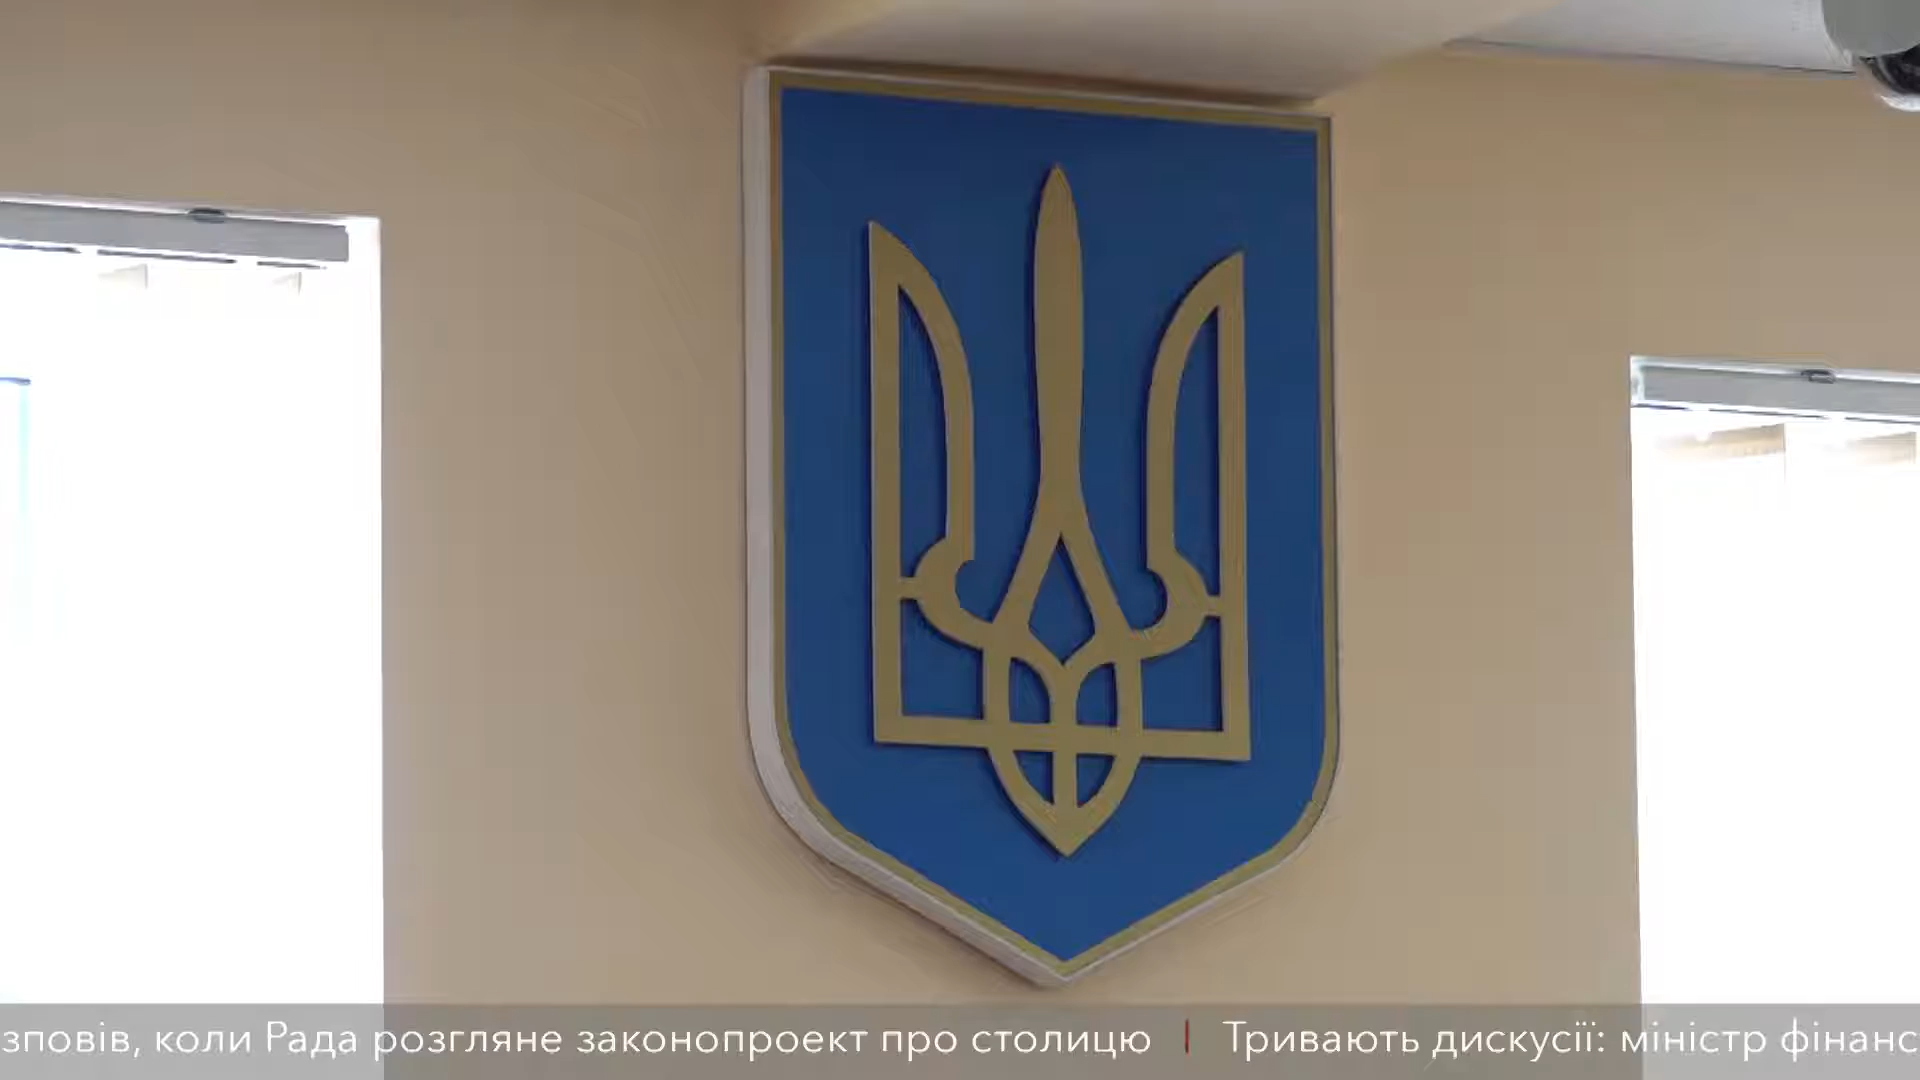 зповів, коли Рада розгляне законопроект про столицю | Тривають дискусії: міністр фінанс